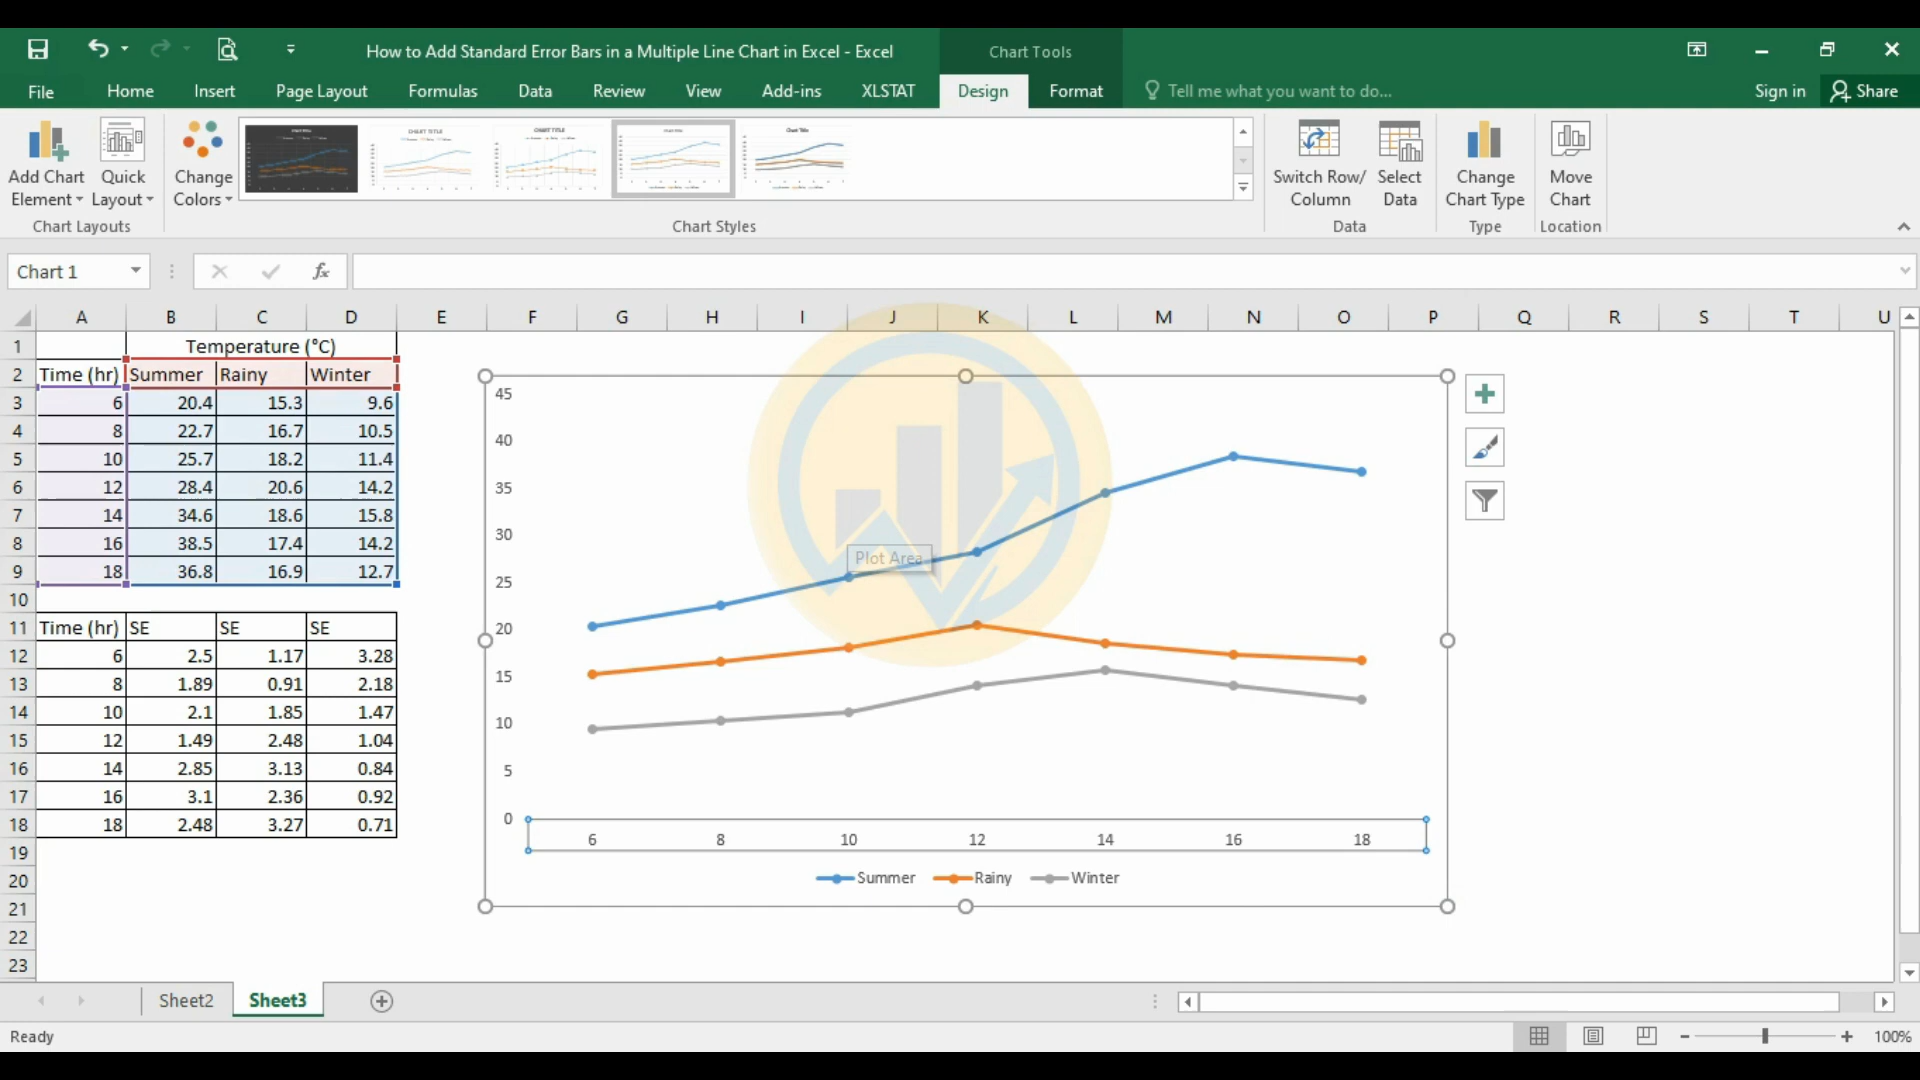 How to Add Standard Error Bars in a Multiple Line Chart in Excel - Excel
Chart Tools
File Home Insert Page Layout Formulas Data Review View Add-ins XLSTAT Design Format Tell me what you want to do... Sign in Share
Add Chart Element
Quick Layout
Change Colors
Switch Row/ Column
Select Data
Change Chart Type
Move Chart
Chart Layouts Chart Styles Data Type Location
Chart 1 fx
A B C D E F G H I J K L M N O P Q R S T U
1 Temperature (°C)
2 Time (hr) Summer Rainy Winter
3 6 20.4 15.3 9.6
4 8 22.7 16.7 10.5
5 10 25.7 18.2 11.4
6 12 28.4 20.6 14.2
7 14 34.6 18.6 15.8
8 16 38.5 17.4 14.2
9 18 36.8 16.9 12.7
10
11 Time (hr) SE SE SE
12 6 2.5 1.17 3.28
13 8 1.89 0.91 2.18
14 10 2.1 1.85 1.47
15 12 1.49 2.48 1.04
16 14 2.85 3.13 0.84
17 16 3.1 2.36 0.92
18 18 2.48 3.27 0.71
19
20
21
22
23
45
40
35
30
25
20
15
10
5
0
Plot Area
6 8 10 12 14 16 18
Summer Rainy Winter
Sheet2 Sheet3
Ready 100%